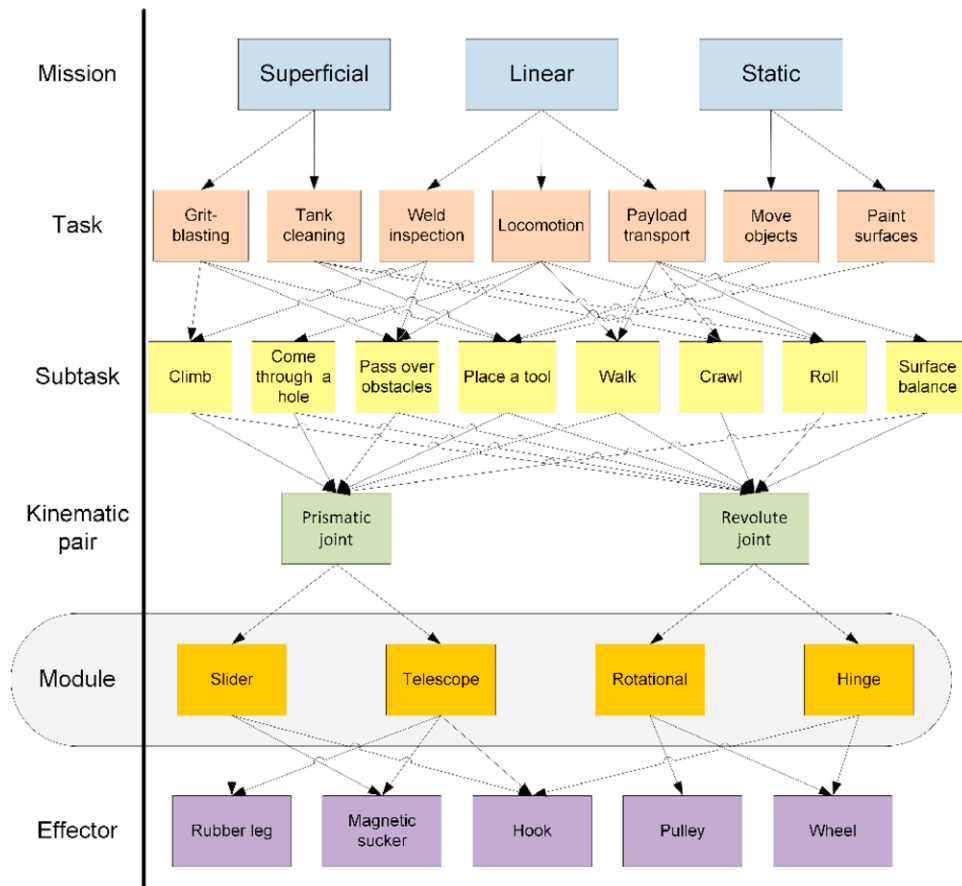 Mission
Superficial
Linear
Static
Task
Grit-
blasting
Tank
cleaning
Weld
inspection
Locomotion
Payload
transport
Move
objects
Paint
surfaces
Subtask
Climb
Come
through a
hole
Pass over
obstacles
Place a tool
Walk
Crawl
Roll
Surface
balance
Kinematic
pair
Prismatic
joint
Revolute
joint
Module
Slider
Telescope
Rotational
Hinge
Effector
Rubber leg
Magnetic
sucker
Hook
Pulley
Wheel